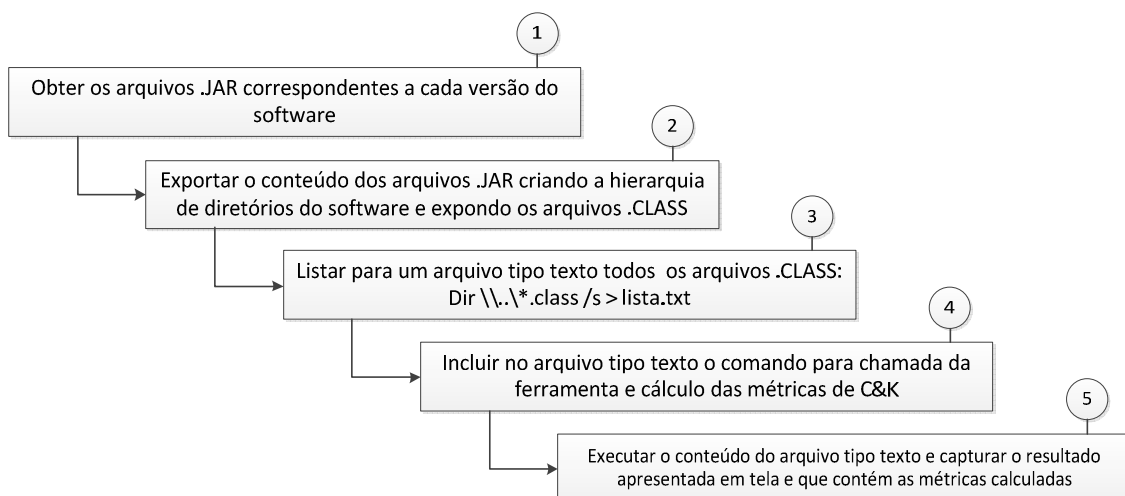 1
Obter os arquivos .JAR correspondentes a cada versão do
software
2
Exportar o conteúdo dos arquivos .JAR criando a hierarquia
de diretórios do software e expondo os arquivos .CLASS
3
Listar para um arquivo tipo texto todos os arquivos .CLASS:
Dir \\..\*.class /s > lista.txt
4
Incluir no arquivo tipo texto o comando para chamada da
ferramenta e cálculo das métricas de C&K
5
Executar o conteúdo do arquivo tipo texto e capturar o resultado
apresentada em tela e que contém as métricas calculadas